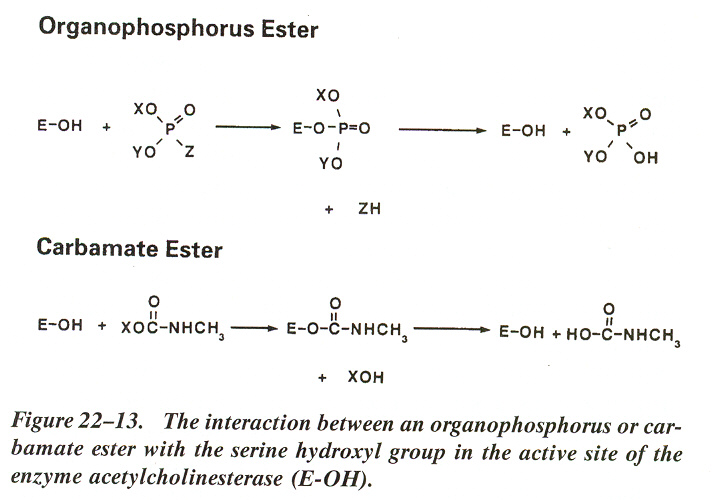 Organophosphorus Ester
XO O XO XO O
E-OH + P E-O-P=O E-OH + P
YO Z YO YO OH
+ ZH
Carbamate Ester
O O O
E-OH + XOC-NHCH3 E-O-C-NHCH3 E-OH + HO-C-NHCH3
+ XOH
Figure 22–13. The interaction between an organophosphorus or car-
bamate ester with the serine hydroxyl group in the active site of the
enzyme acetylcholinesterase (E-OH).